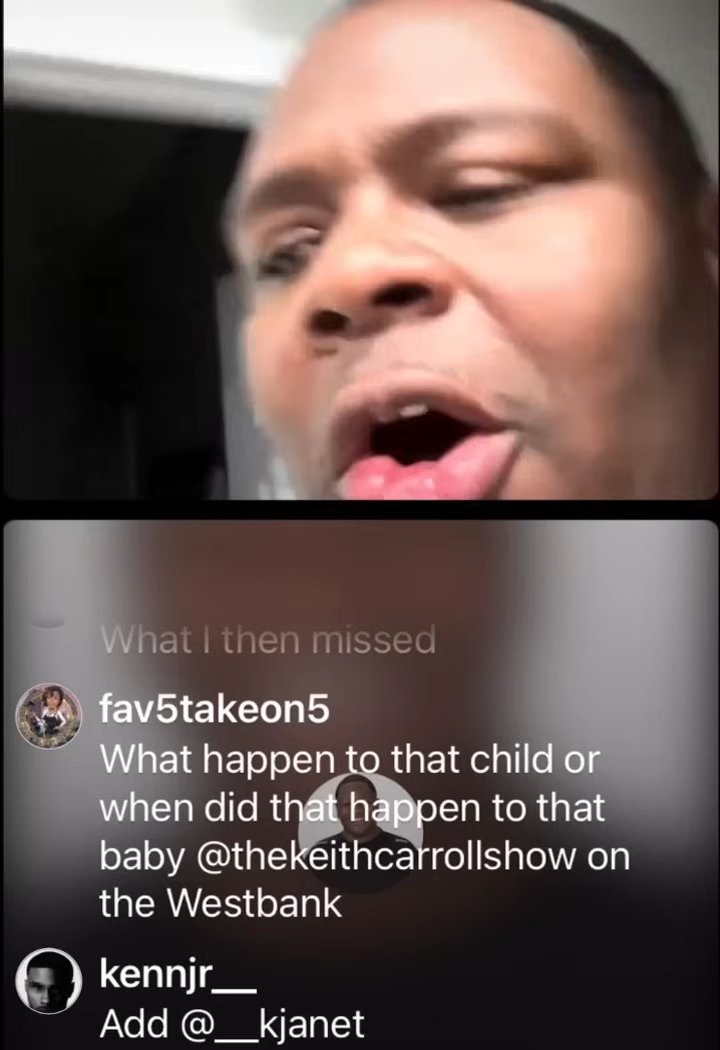 What I then missed
fav5takeon5
What happen to that child or
when did that happen to that
baby @thekeithcarrollshow on
the Westbank
kennjr__
Add @__kjanet